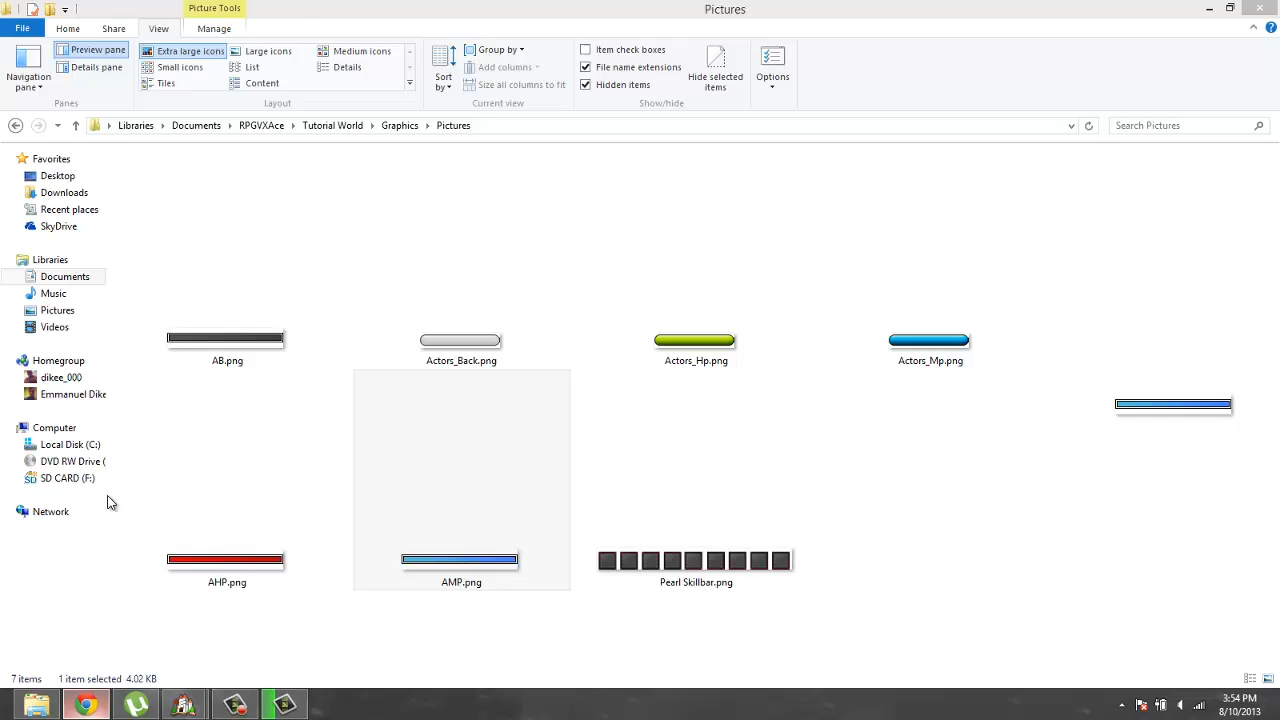 Picture Tools
Pictures
File
Home
Share
View
Manage
Navigation pane
Preview pane
Details pane
Panes
Extra large icons
Large icons
Medium icons
Small icons
List
Details
Tiles
Content
Layout
Sort by
Group by
Add columns
Size all columns to fit
Current view
Item check boxes
File name extensions
Hidden items
Hide selected items
Show/hide
Options
Libraries
Documents
RPGVXAce
Tutorial World
Graphics
Pictures
Search Pictures
Favorites
Desktop
Downloads
Recent places
SkyDrive
Libraries
Documents
Music
Pictures
Videos
Homegroup
dikee_000
Emmanuel Dike
Computer
Local Disk (C:)
DVD RW Drive (
SD CARD (F:)
Network
AB.png
Actors_Back.png
Actors_Hp.png
Actors_Mp.png
AHP.png
AMP.png
Pearl Skillbar.png
7 items
1 item selected 4.02 KB
3:54 PM
8/10/2013